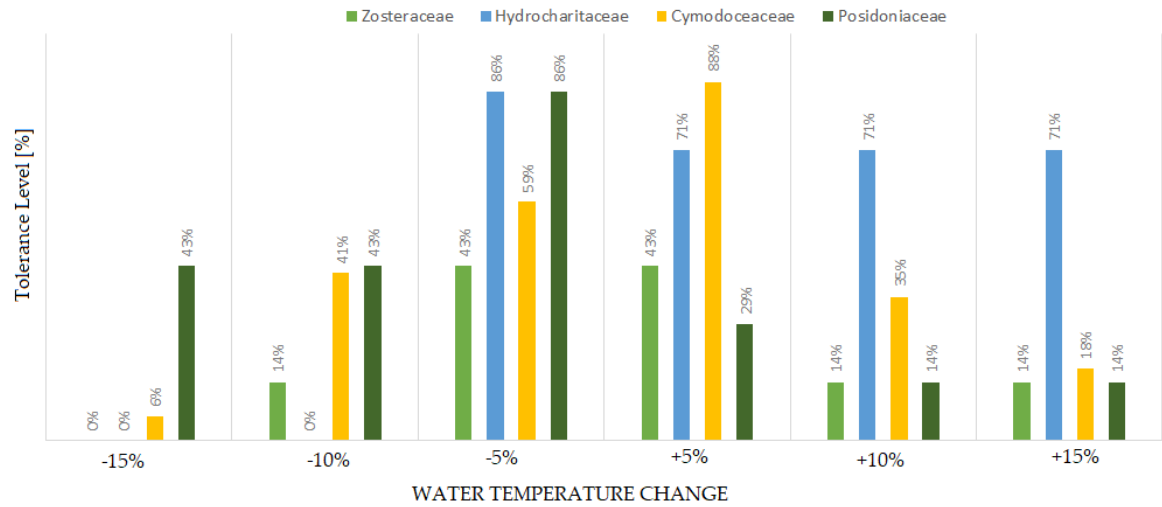 Zosteraceae Hydrocharitaceae Cymodoceaceae Posidoniaceae
Tolerance Level [%]
0% 0% 6% 43%
14% 0% 41% 43%
43% 86% 59% 86%
43% 71% 88% 29%
14% 71% 35% 14%
14% 71% 18% 14%
-15% -10% -5% +5% +10% +15%
WATER TEMPERATURE CHANGE